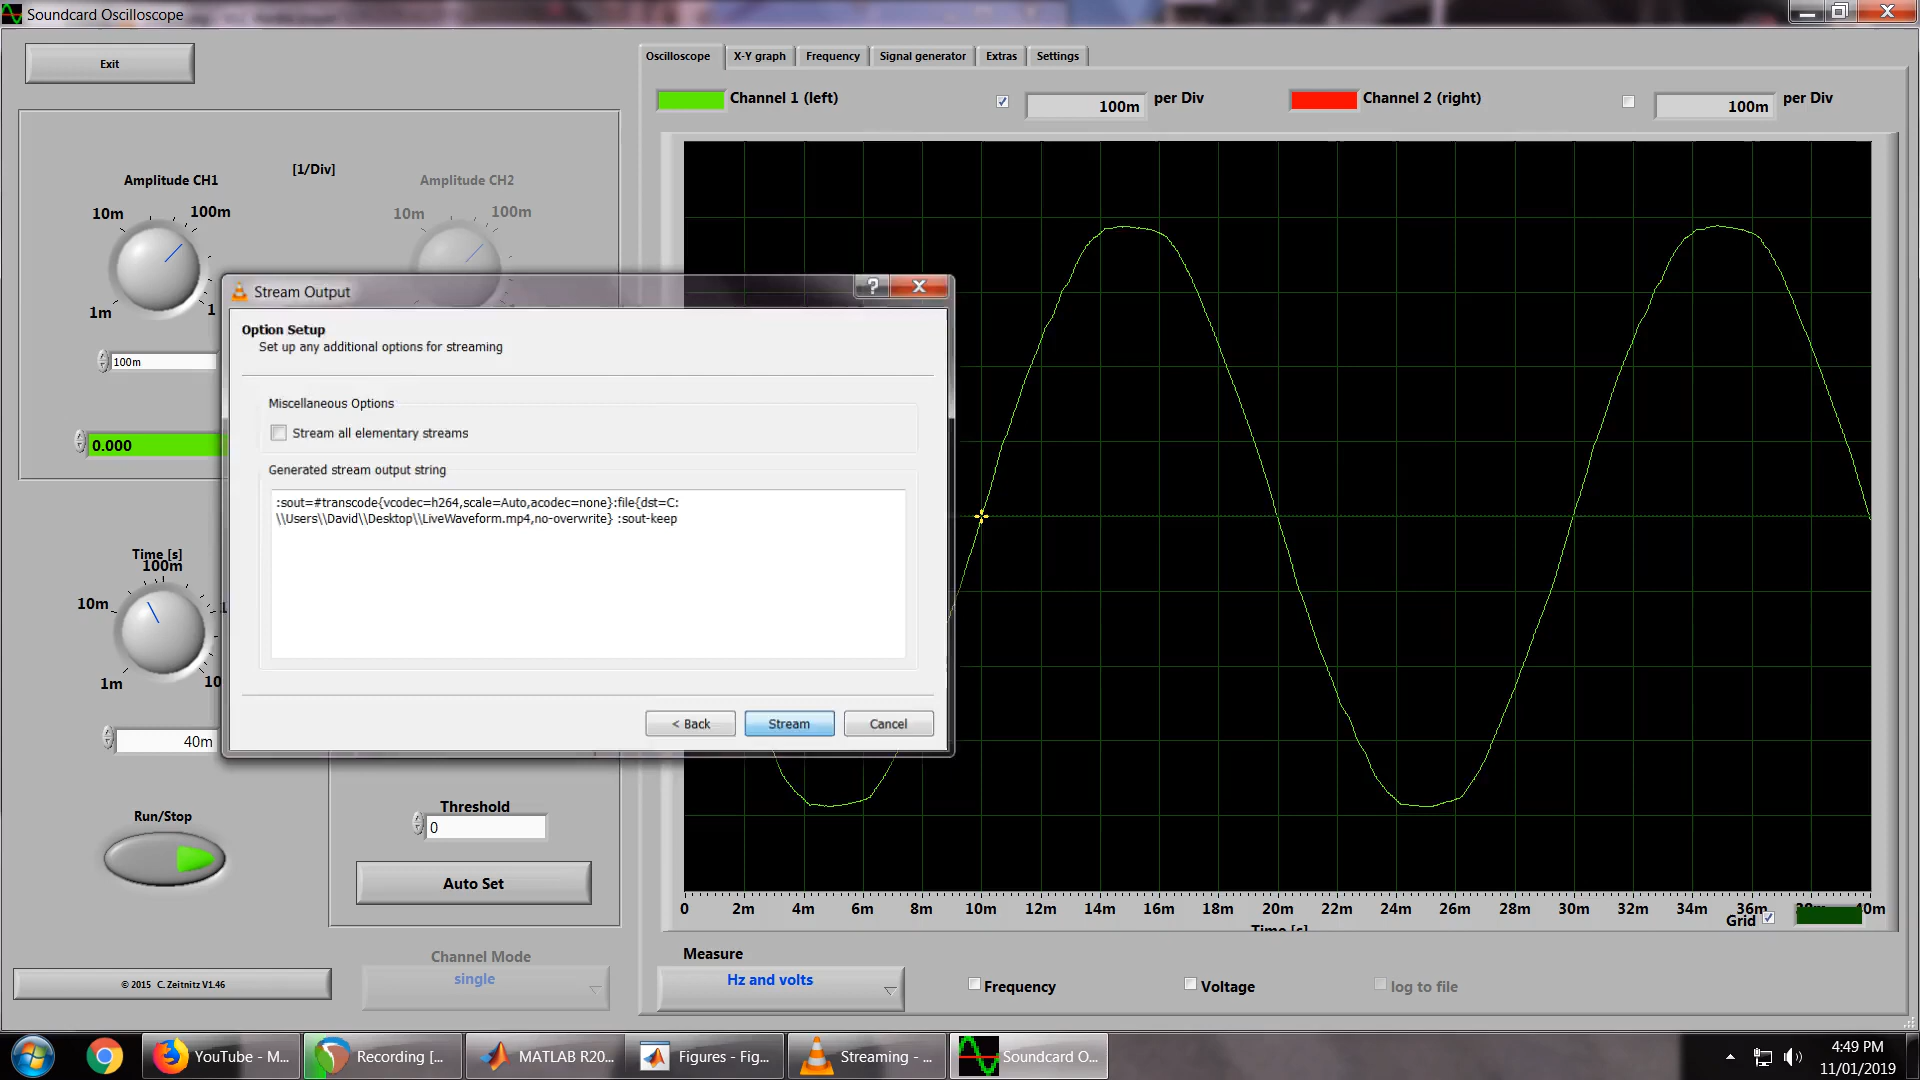 Soundcard Oscilloscope
Exit
Oscilloscope
X-Y graph
Frequency
Signal generator
Extras
Settings
Channel 1 (left)
100m
per Div
Channel 2 (right)
100m
per Div
[1/Div]
Amplitude CH1
10m
100m
1m
1
100m
0.000
Amplitude CH2
10m
100m
Stream Output
?
Option Setup
Set up any additional options for streaming
Miscellaneous Options
Stream all elementary streams
Generated stream output string
:sout=#transcode{vcodec=h264,scale=Auto,acodec=none}:file{dst=C:
\\Users\\David\\Desktop\\LiveWaveform.mp4,no-overwrite} :sout-keep
< Back
Stream
Cancel
Time [s]
100m
10m
1
1m
10
40m
Run/Stop
Threshold
0
Auto Set
Channel Mode
single
© 2015 C. Zeitnitz V1.46
0 2m 4m 6m 8m 10m 12m 14m 16m 18m 20m 22m 24m 26m 28m 30m 32m 34m 36m 38m 40m
Time [s]
Grid
Measure
Hz and volts
Frequency
Voltage
log to file
YouTube - M...
Recording [...
MATLAB R20...
Figures - Fig...
Streaming - ...
Soundcard O...
4:49 PM
11/01/2019